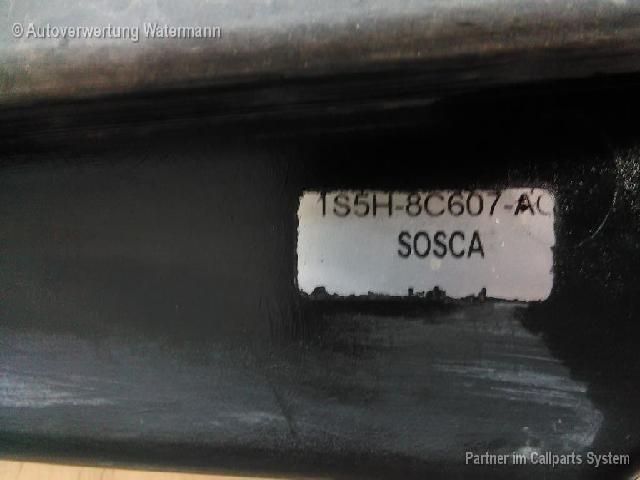 © Autoverwertung Watermann
1S5H-8C607-AC
SOSCA
Partner im Callparts System